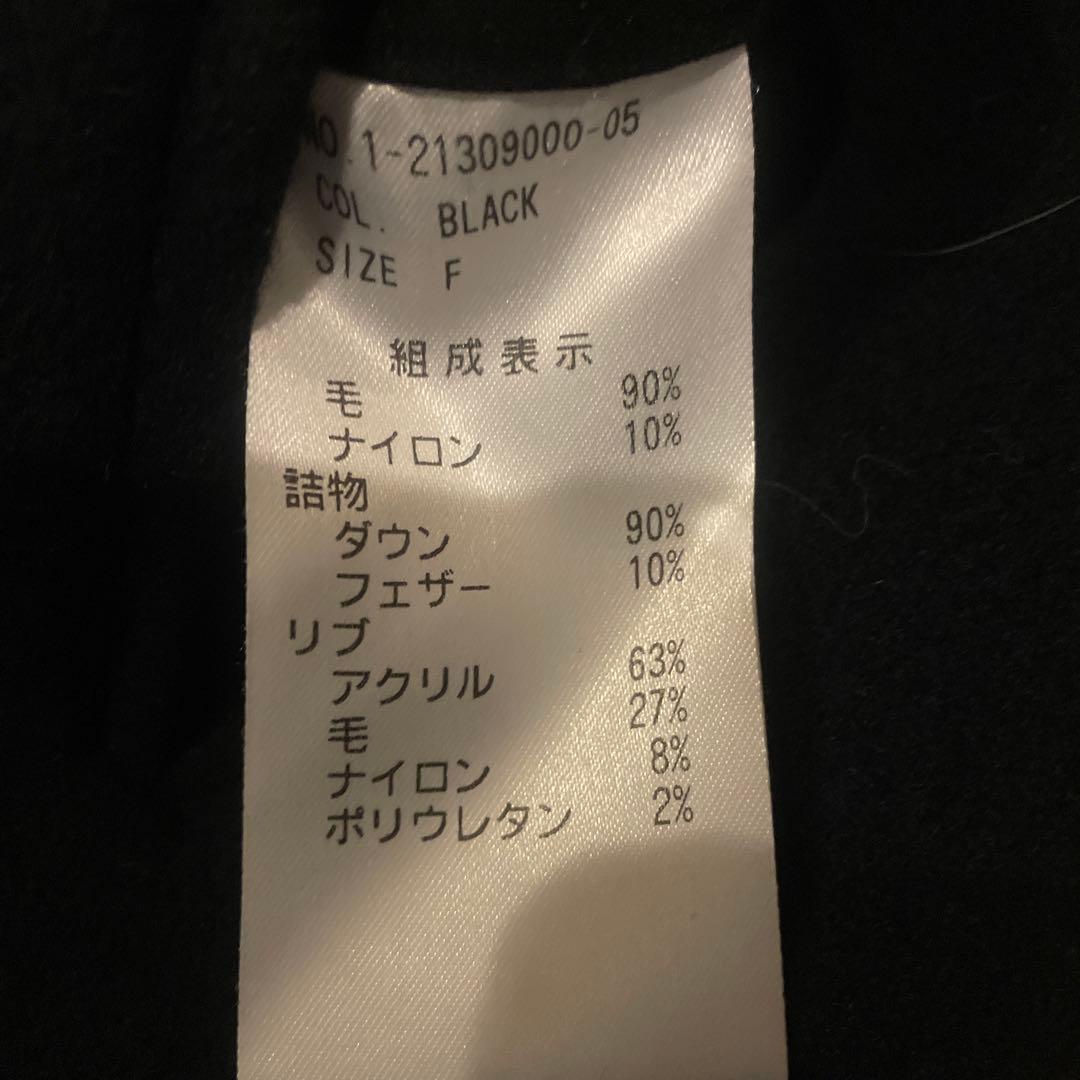 NO.1-21309000-05
COL. BLACK
SIZE F
組成表示
毛 90%
ナイロン 10%
詰物
ダウン 90%
フェザー 10%
リブ
アクリル 63%
毛 27%
ナイロン 8%
ポリウレタン 2%